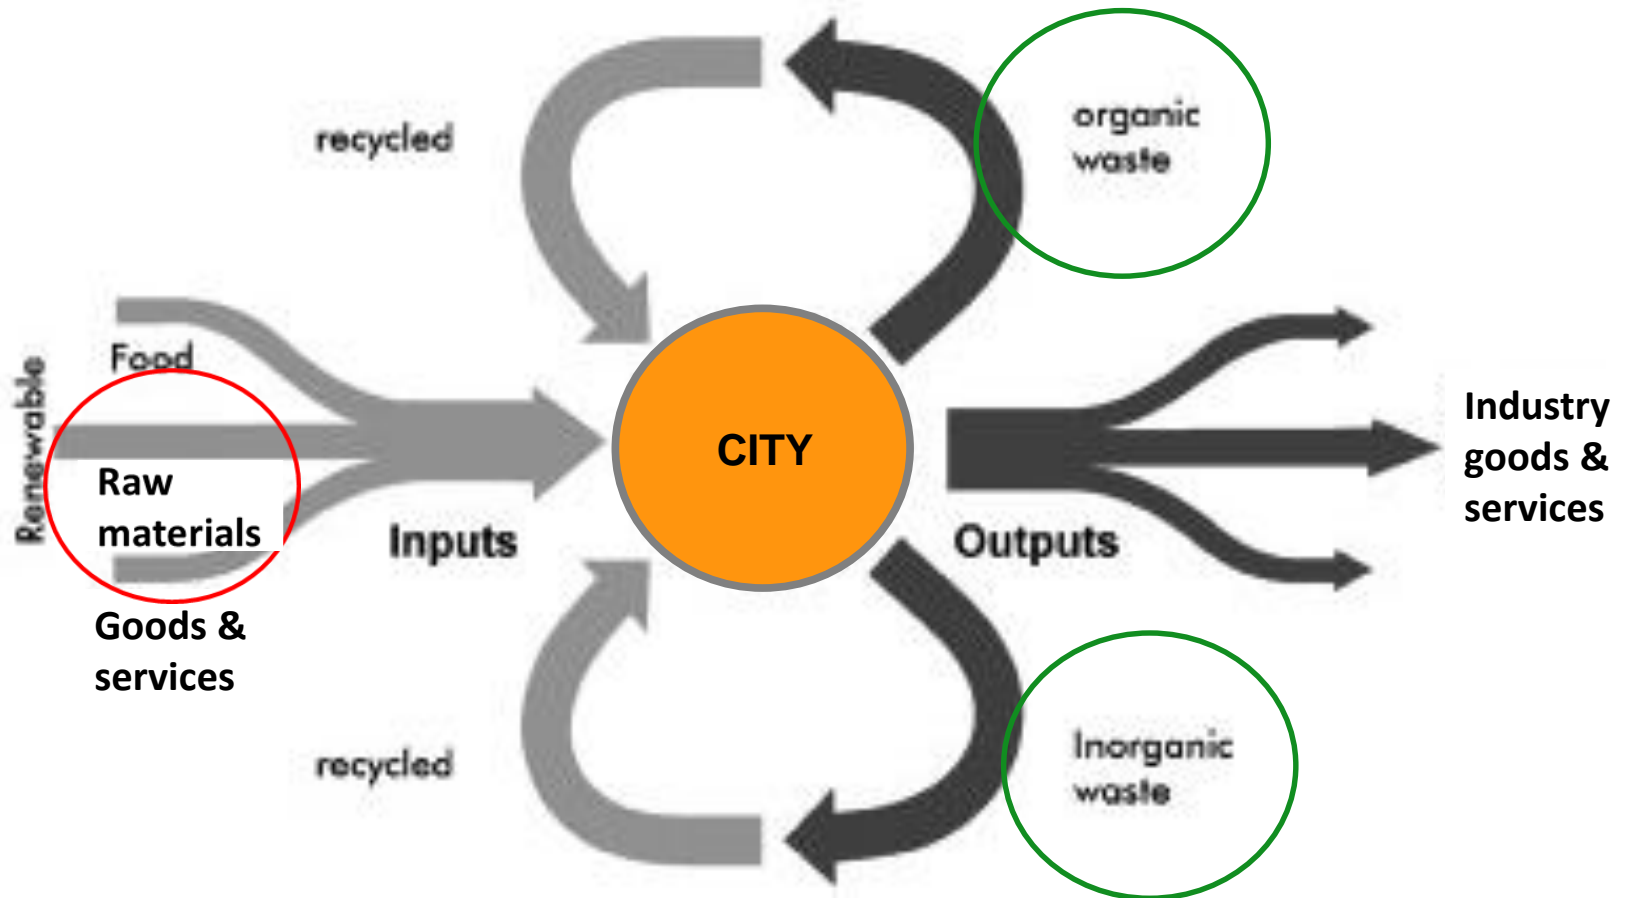 recycled
organic
waste
Renewable
Food
Raw
materials
Inputs
Goods &
services
CITY
Outputs
Industry
goods &
services
recycled
Inorganic
waste